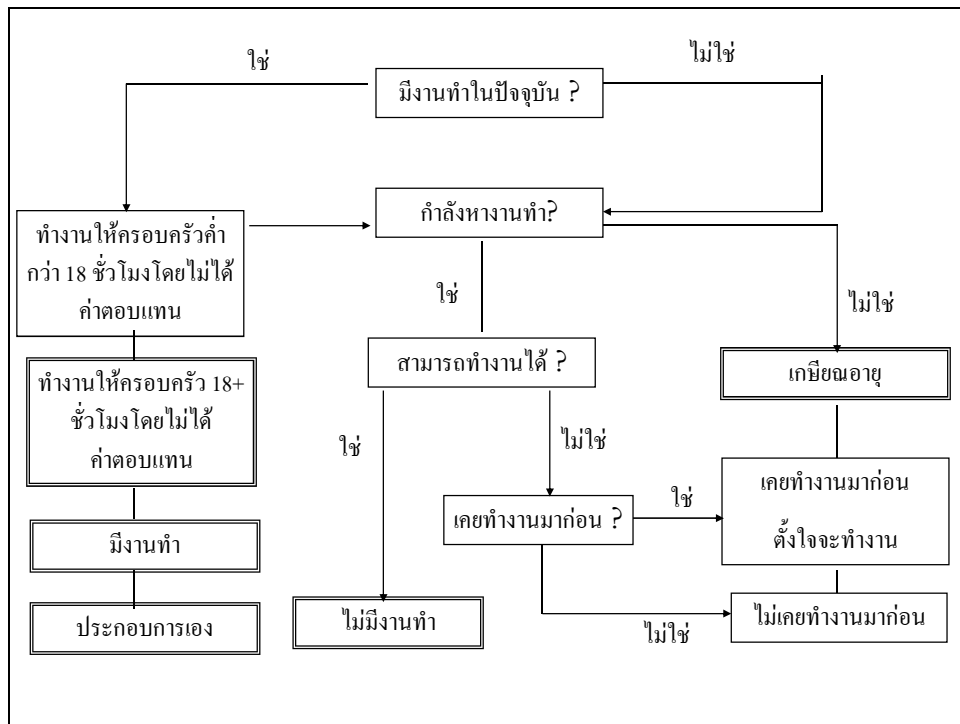 ใช่
ไม่ใช่
มีงานทำในปัจจุบัน ?
กำลังหางานทำ?
ทำงานให้ครอบครัวค่ำ
กว่า 18 ชั่วโมงโดยไม่ได้
ค่าตอบแทน
ใช่
ไม่ใช่
สามารถทำงานได้ ?
เกษียณอายุ
ทำงานให้ครอบครัว 18+
ชั่วโมงโดยไม่ได้
ค่าตอบแทน
ใช่
ไม่ใช่
เคยทำงานมาก่อน ?
ใช่
เคยทำงานมาก่อน
ตั้งใจจะทำงาน
มีงานทำ
ไม่มีงานทำ
ไม่ใช่
ไม่เคยทำงานมาก่อน
ประกอบการเอง